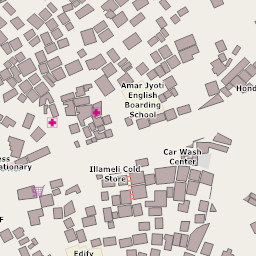 Amar Jyoti
English
Boarding
School
Hond
Car Wash
Center
ess
tationary
Illameli Cold
Store
F
Edify